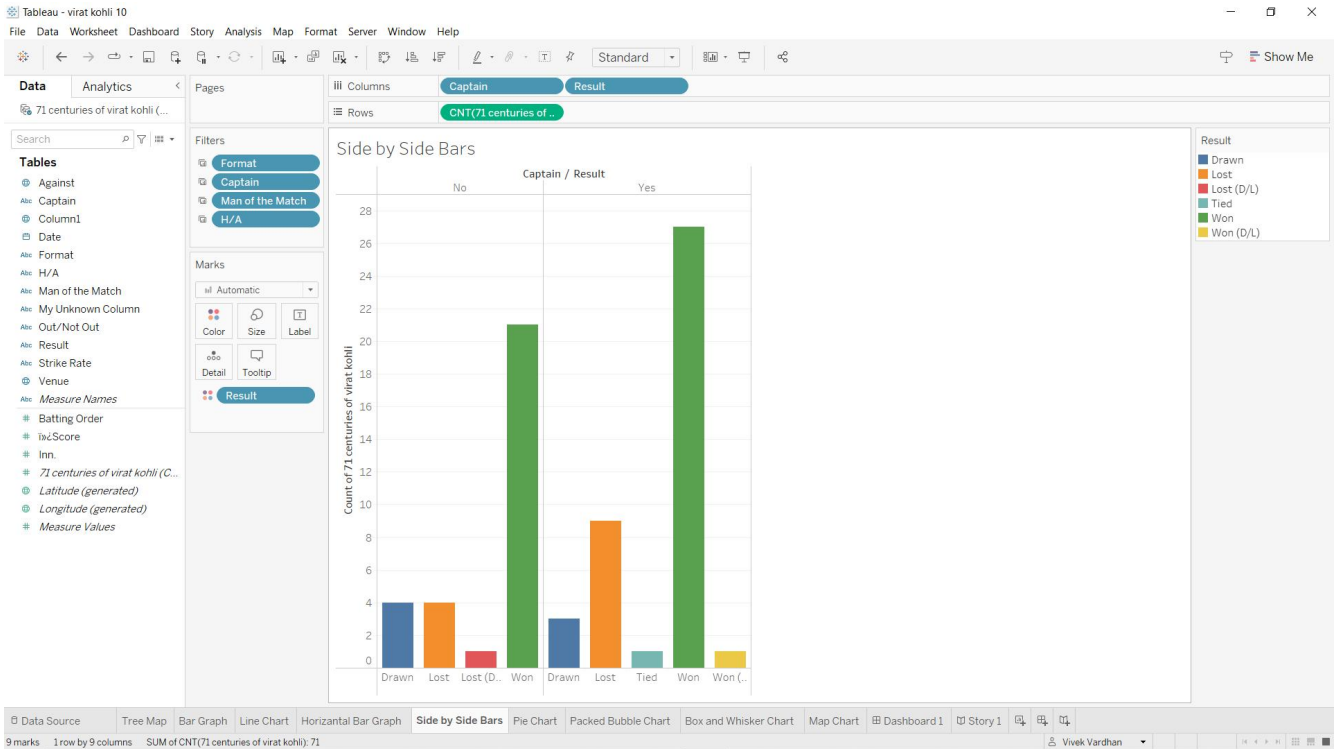 Tableau - virat kohli 10
File Data Worksheet Dashboard Story Analysis Map Format Server Window Help
Standard
Show Me
Data Analytics
71 centuries of virat kohli (...
Search
Tables
Against
Abc Captain
Column1
Date
Abc Format
Abc H/A
Abc Man of the Match
Abc My Unknown Column
Abc Out/Not Out
Abc Result
Abc Strike Rate
Venue
Abc Measure Names
# Batting Order
# ï»¿Score
# Inn.
# 71 centuries of virat kohli (C...
Latitude (generated)
Longitude (generated)
# Measure Values
Pages
Filters
Format
Captain
Man of the Match
H/A
Marks
Automatic
Color Size Label
Detail Tooltip
Result
Columns Captain Result
Rows CNT(71 centuries of ..
Side by Side Bars
Captain / Result
No Yes
Count of 71 centuries of virat kohli
28
26
24
22
20
18
16
14
12
10
8
6
4
2
0
Drawn Lost Lost (D.. Won Drawn Lost Tied Won Won (..
Result
Drawn
Lost
Lost (D/L)
Tied
Won
Won (D/L)
Data Source Tree Map Bar Graph Line Chart Horizantal Bar Graph Side by Side Bars Pie Chart Packed Bubble Chart Box and Whisker Chart Map Chart Dashboard 1 Story 1
9 marks 1 row by 9 columns SUM of CNT(71 centuries of virat kohli): 71 Vivek Vardhan